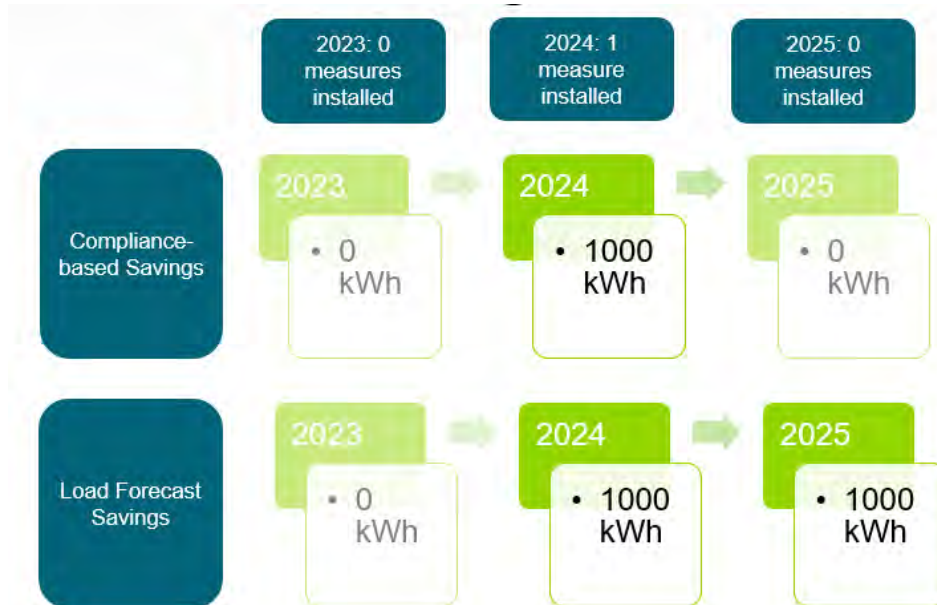 2023: 0
measures
installed
2024: 1
measure
installed
2025: 0
measures
installed
Compliance-
based Savings
2023
• 0
kWh
2024
• 1000
kWh
2025
• 0
kWh
Load Forecast
Savings
2023
• 0
kWh
2024
• 1000
kWh
2025
• 1000
kWh